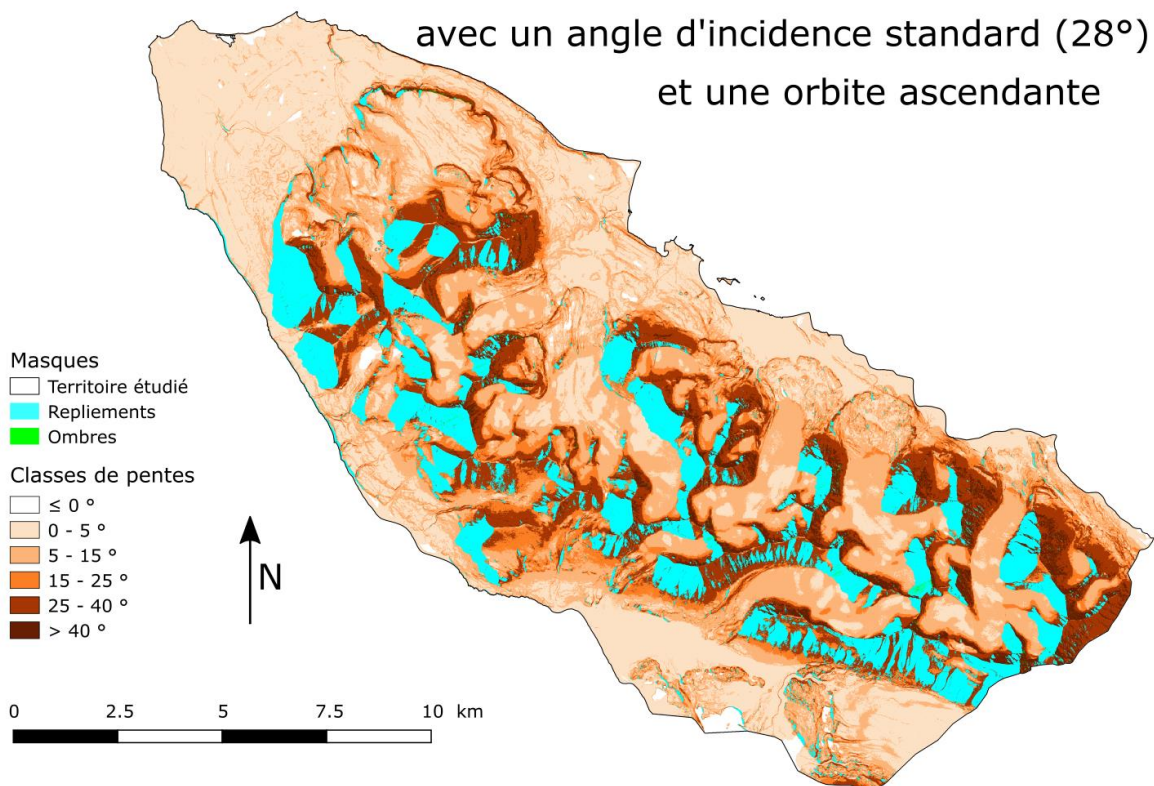 avec un angle d'incidence standard (28°)
et une orbite ascendante
Masques
Territoire étudié
Repliements
Ombres
Classes de pentes
≤ 0 °
0 - 5 °
5 - 15 °
15 - 25 °
25 - 40 °
> 40 °
N
0 2.5 5 7.5 10 km